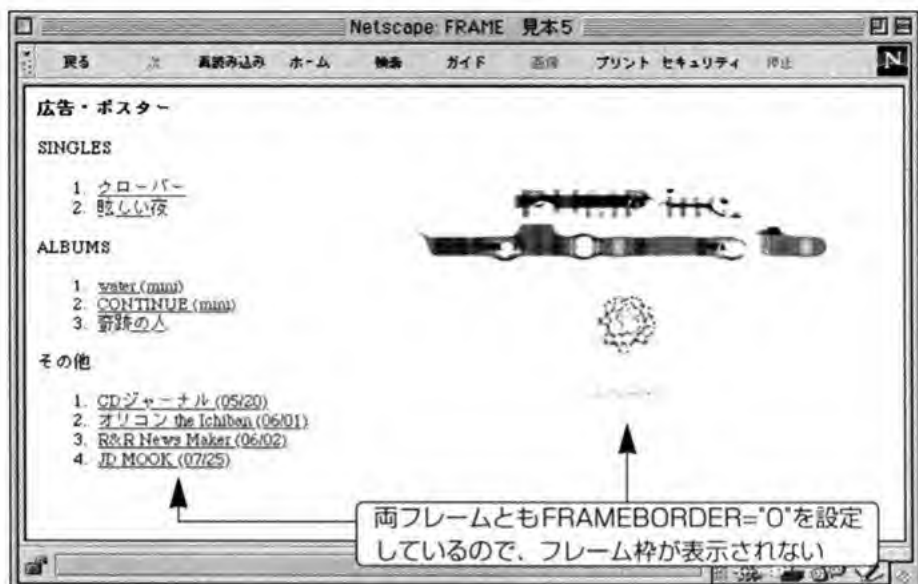 Netscape: FRAME 見本5
戻る 次 再読み込み ホーム 検索 ガイド 画像 プリント セキュリティ 停止 N
広告・ポスター
SINGLES
1. クローバー
2. 眩しい夜
ALBUMS
1. water (mini)
2. CONTINUE (mini)
3. 奇跡の人
その他
1. CDジャーナル (05/20)
2. オリコン the Ichiban (06/01)
3. R&R News Maker (06/02)
4. JD MOOK (07/25)
両フレームともFRAMEBORDER="0"を設定
しているので、フレーム枠が表示されない